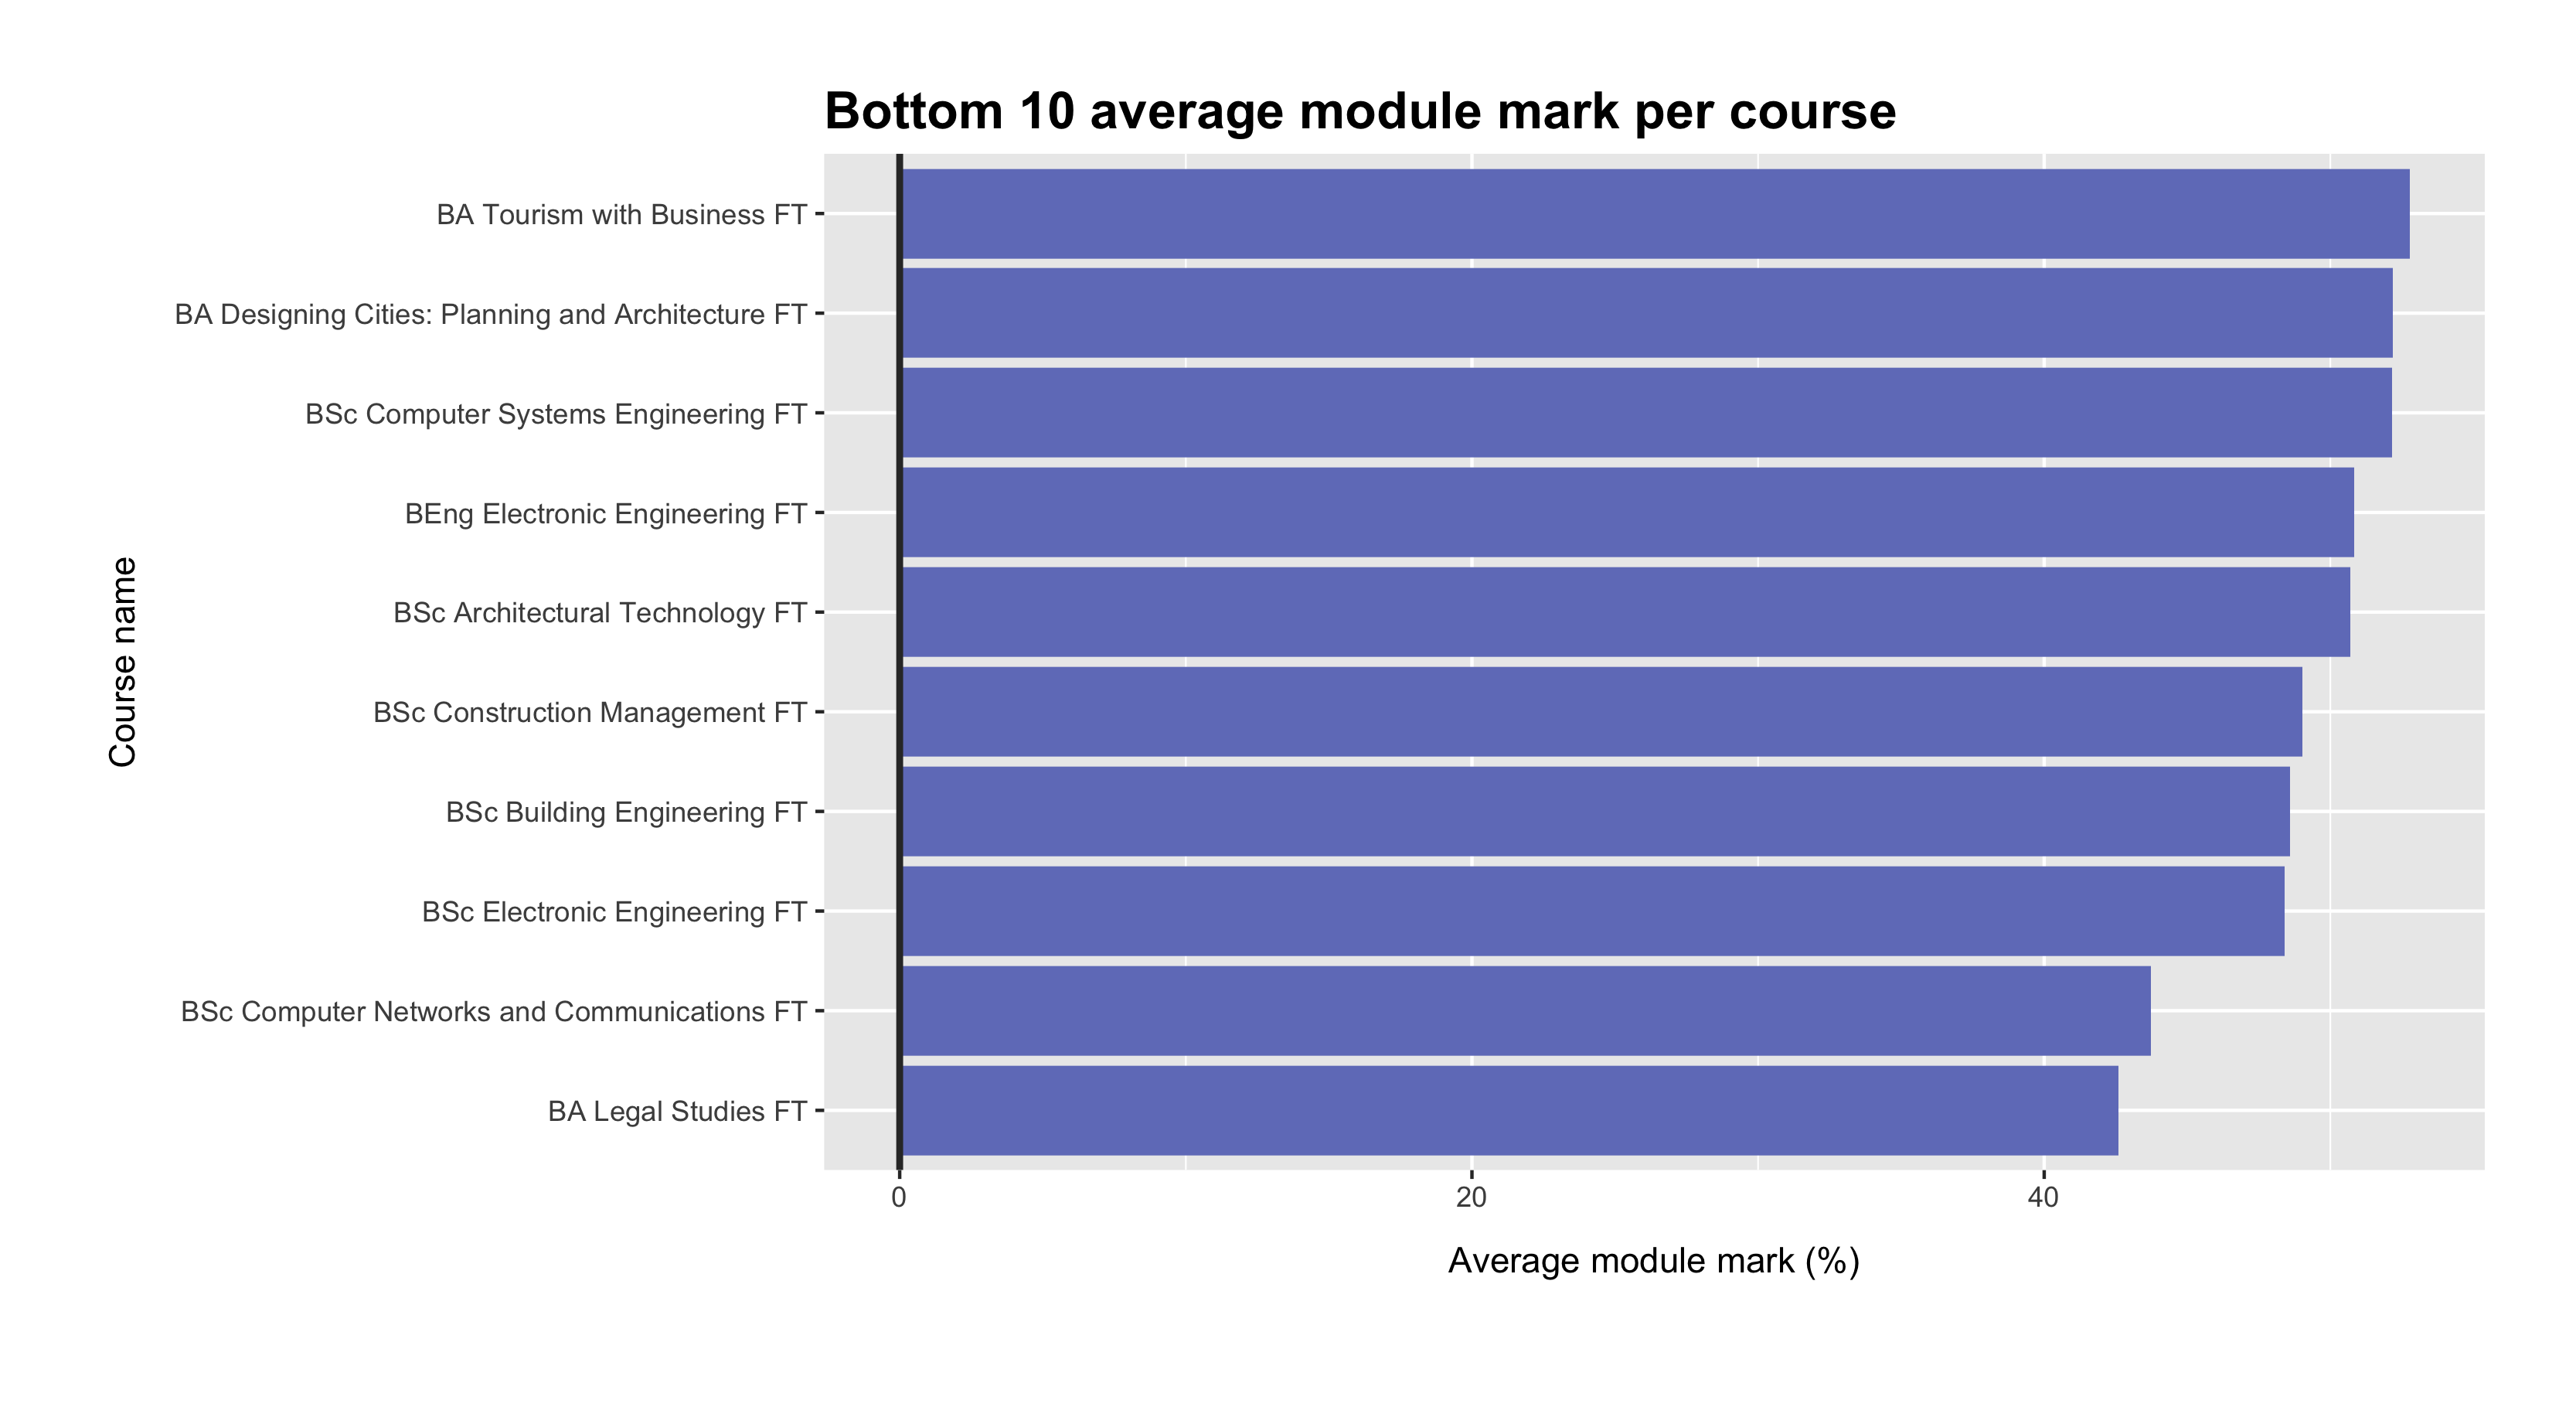 Bottom 10 average module mark per course
BA Tourism with Business FT
BA Designing Cities: Planning and Architecture FT
BSc Computer Systems Engineering FT
BEng Electronic Engineering FT
BSc Architectural Technology FT
BSc Construction Management FT
BSc Building Engineering FT
BSc Electronic Engineering FT
BSc Computer Networks and Communications FT
BA Legal Studies FT
Course name
0 20 40
Average module mark (%)